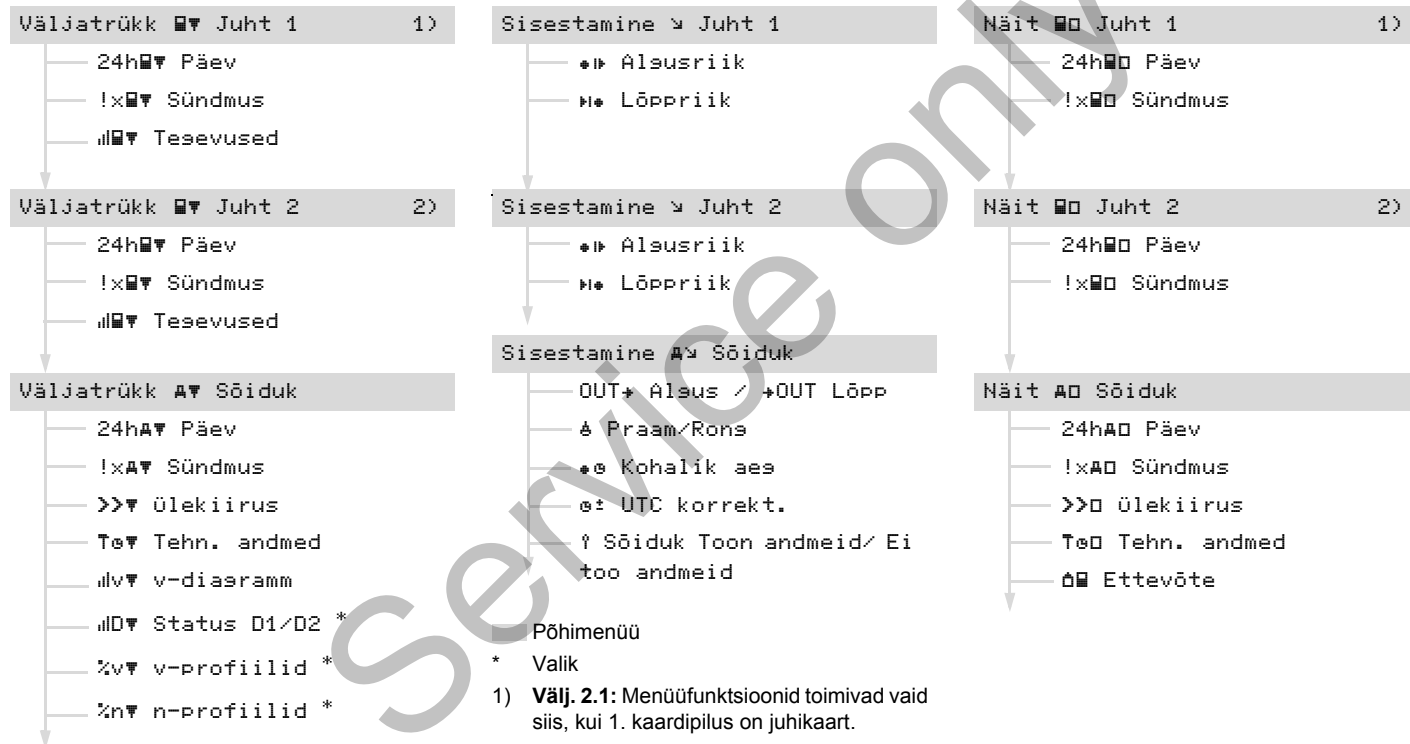 Väljatrükk Juht 1 1)
24h Päev
!x Sündmus
Tegevused
Väljatrükk Juht 2 2)
24h Päev
!x Sündmus
Tegevused
Väljatrükk Sõiduk
24h Päev
!x Sündmus
>> Ülekiirus
Tehn. andmed
v v-diagramm
D Status D1/D2 *
%v v-profiilid *
%n n-profiilid *
Sisestamine Juht 1
Algusriik
Lõppriik
Sisestamine Juht 2
Algusriik
Lõppriik
Sisestamine Sõiduk
OUT→ Algus / →OUT Lõpp
Praam/Rong
Kohalik aeg
UTC korrekt.
Sõiduk Toon andmeid/ Ei
too andmeid
Põhimenüü
* Valik
1) Välj. 2.1: Menüüfunktsioonid toimivad vaid
siis, kui 1. kaardipilus on juhikaart.
Näit Juht 1 1)
24h Päev
!x Sündmus
Näit Juht 2 2)
24h Päev
!x Sündmus
Näit Sõiduk
24h Päev
!x Sündmus
>> Ülekiirus
Tehn. andmed
Ettevõte
Service only